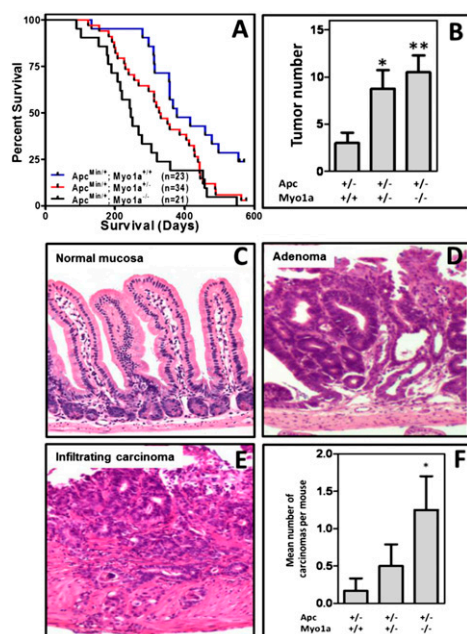 A
Percent Survival
100
75
50
25
0
Apc Min/+; Myo1a +/+ (n=23)
Apc Min/+; Myo1a +/- (n=34)
Apc Min/+; Myo1a -/- (n=21)
0 200 400 600
Survival (Days)
B
Tumor number
15
10
5
0
* **
Apc +/- +/- +/-
Myo1a +/+ +/- -/-
Normal mucosa C
Adenoma D
Infiltrating carcinoma E
F
Mean number of
carcinomas per mouse
2.0
1.5
1.0
0.5
0.0
*
Apc +/- +/- +/-
Myo1a +/+ +/- -/-